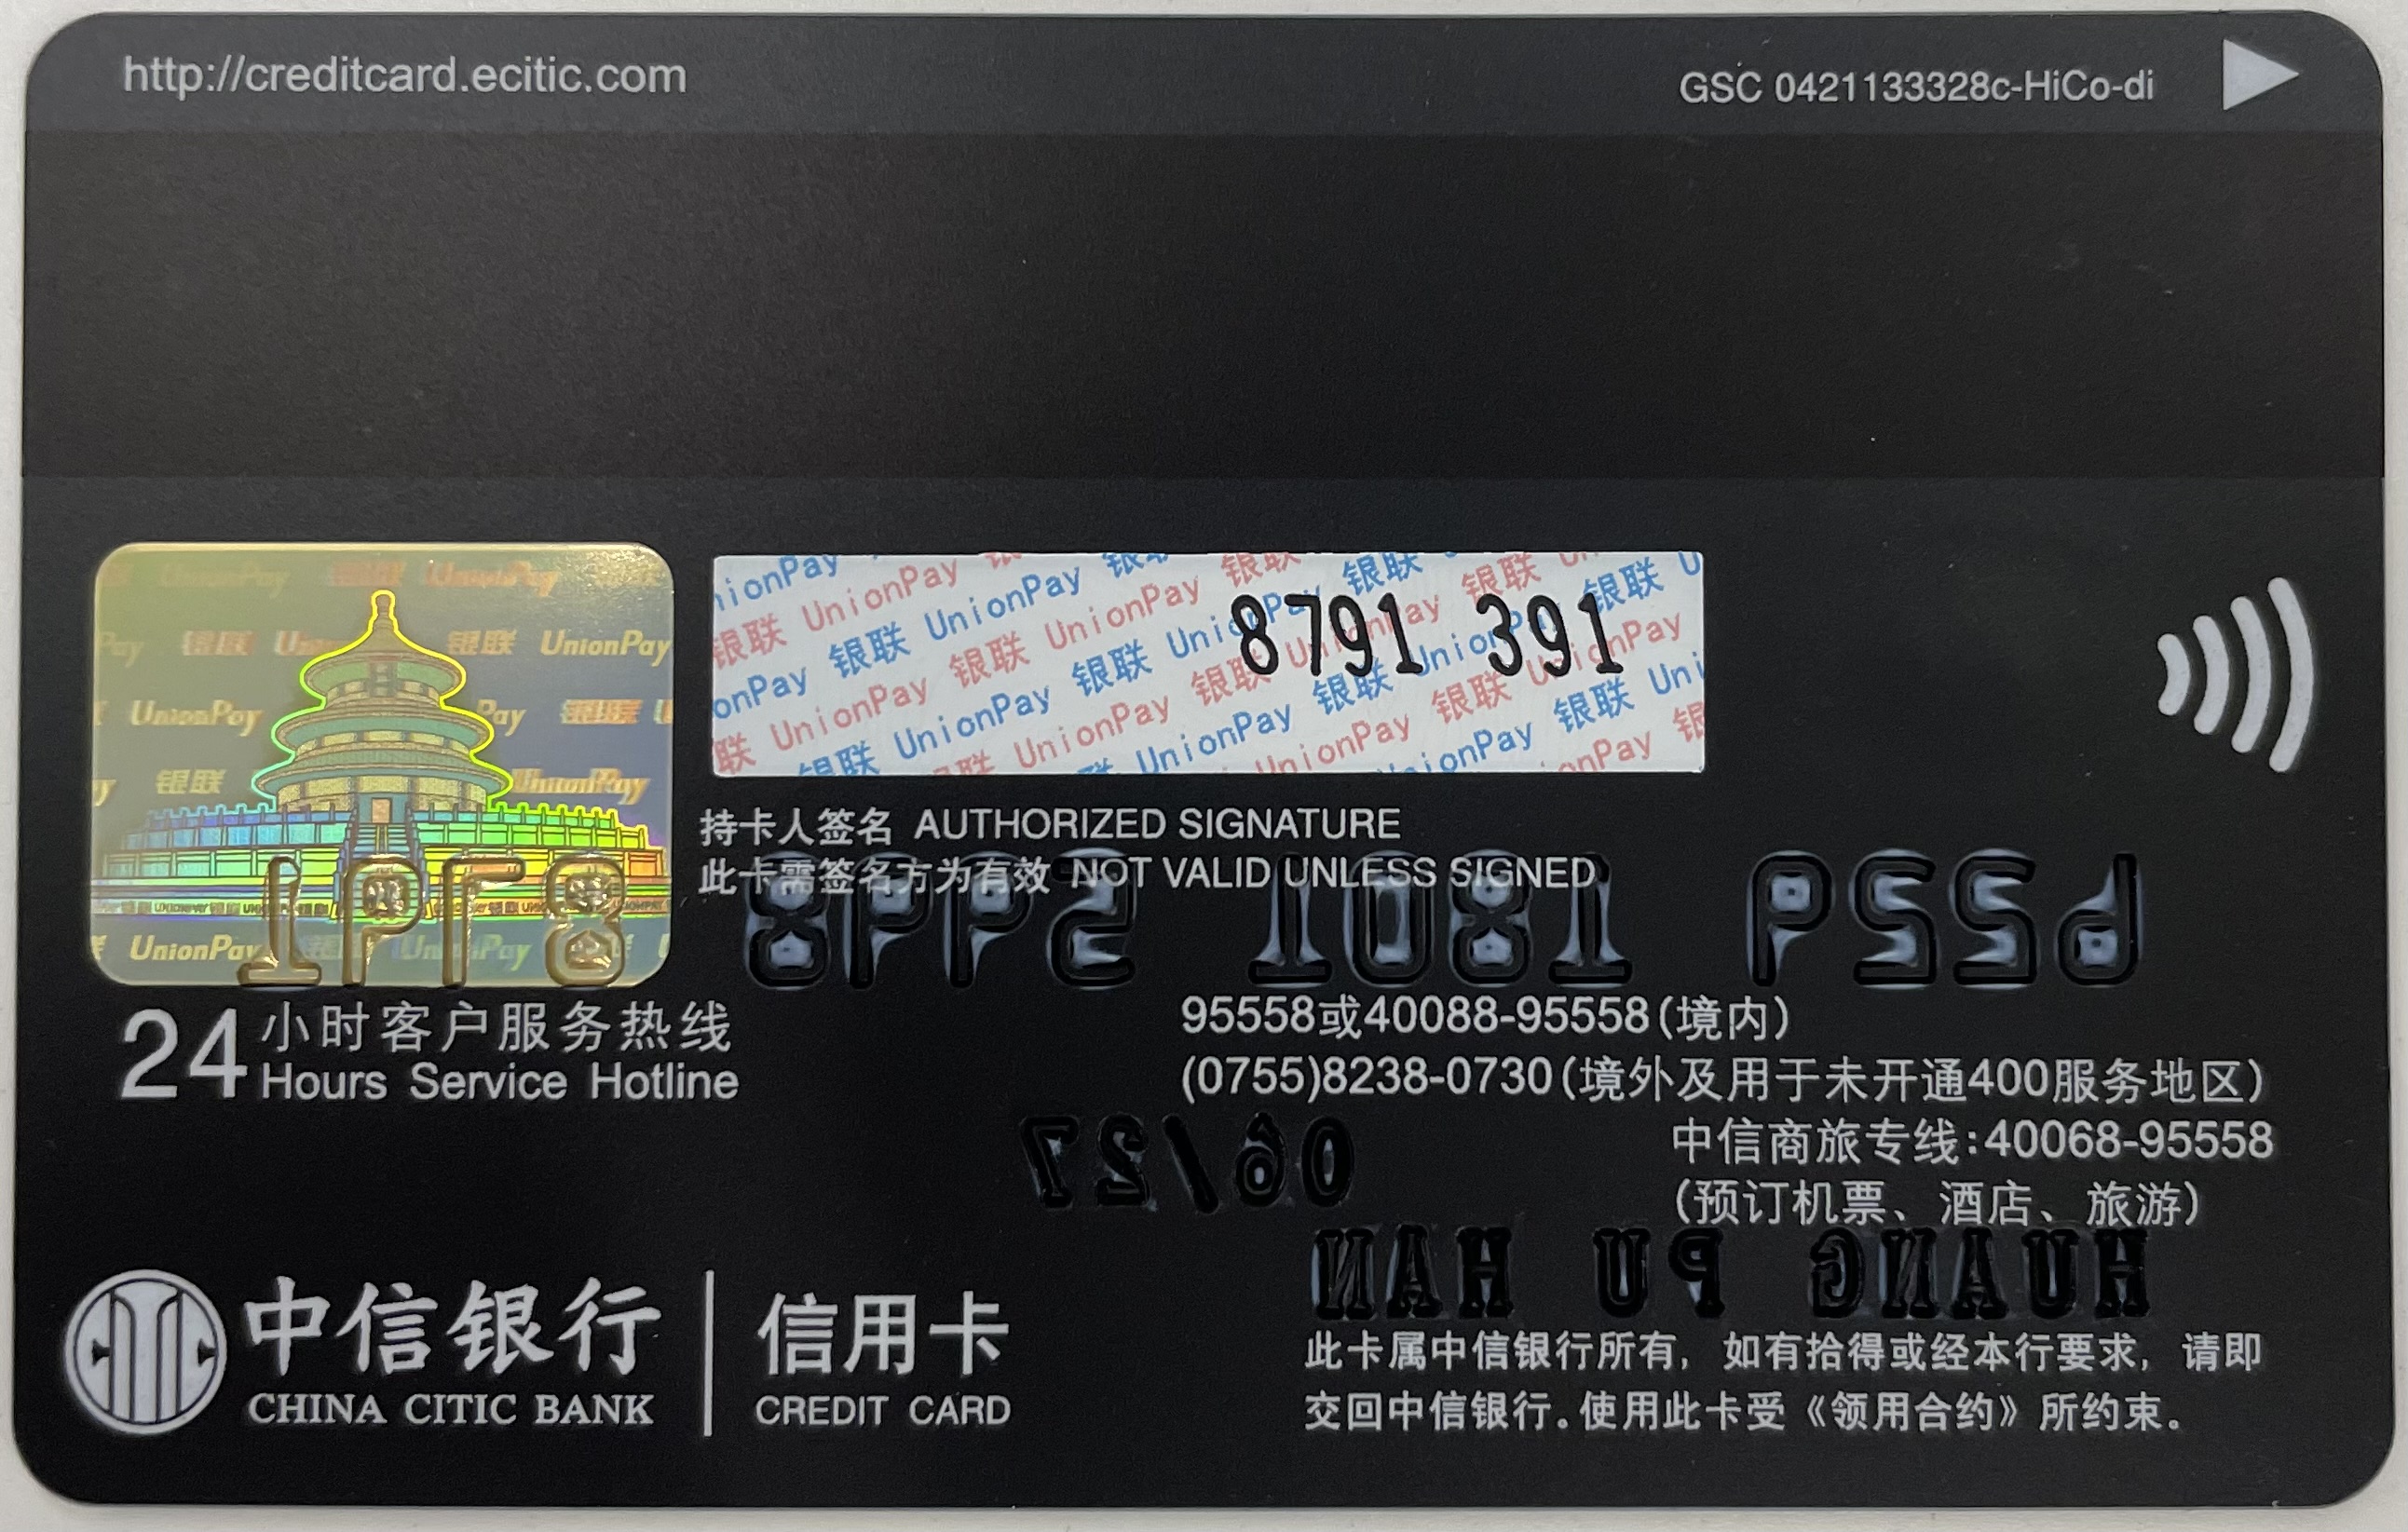 http://creditcard.ecitic.com
GSC 0421133328c-HiCo-di
银联 UnionPay
8791 391
持卡人签名 AUTHORIZED SIGNATURE
此卡需签名方为有效 NOT VALID UNLESS SIGNED
6229 1801 5998 8791
24小时客户服务热线
Hours Service Hotline
95558或40088-95558(境内)
(0755)8238-0730(境外及用于未开通400服务地区)
中信商旅专线:40068-95558
(预订机票、酒店、旅游)
06/27
HUANG PU HAN
中信银行
CHINA CITIC BANK
信用卡
CREDIT CARD
此卡属中信银行所有，如有拾得或经本行要求，请即
交回中信银行。使用此卡受《领用合约》所约束。